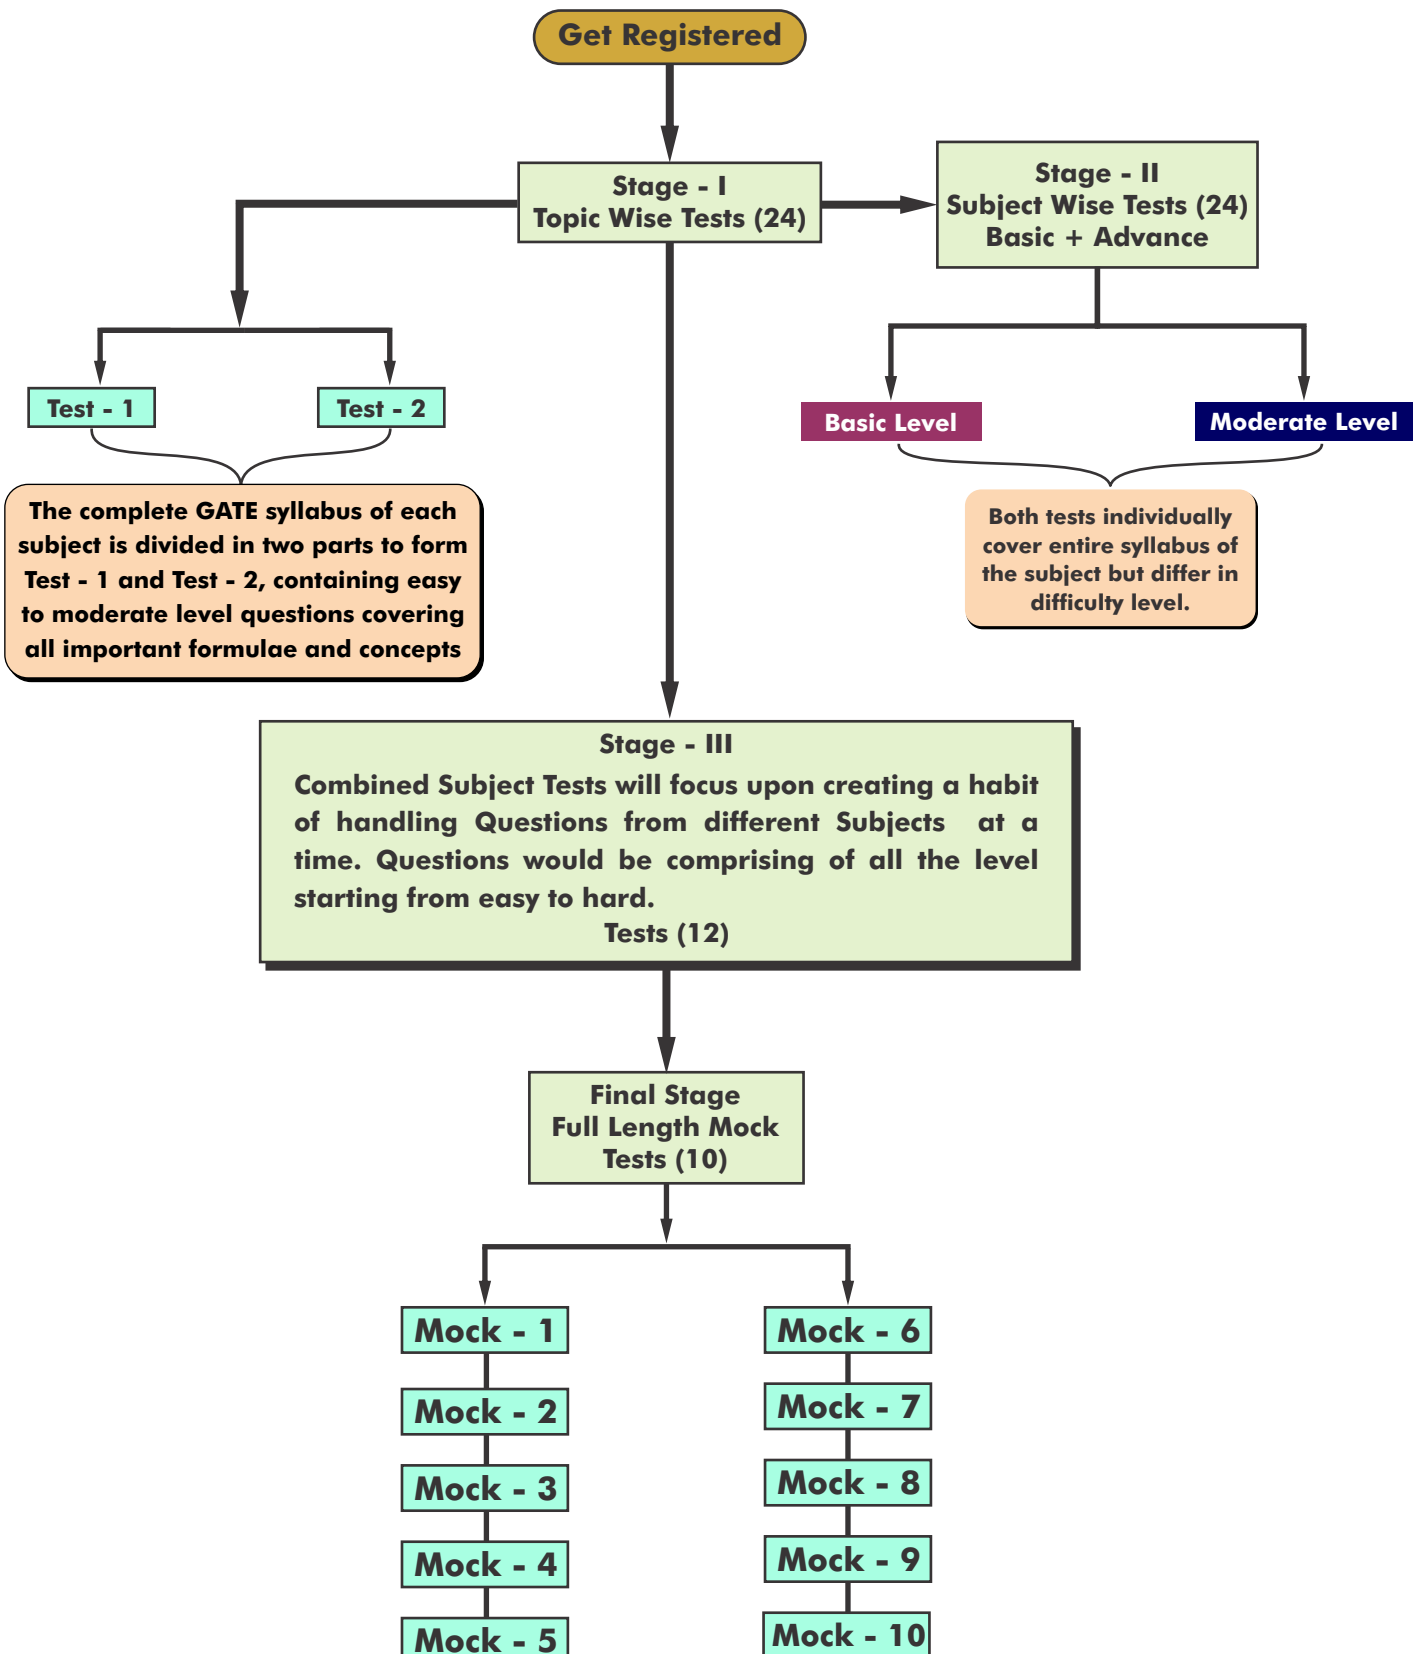 Get Registered
Stage - I
Topic Wise Tests (24)
Stage - II
Subject Wise Tests (24)
Basic + Advance
Test - 1
Test - 2
Basic Level
Moderate Level
The complete GATE syllabus of each
subject is divided in two parts to form
Test - 1 and Test - 2, containing easy
to moderate level questions covering
all important formulae and concepts
Both tests individually
cover entire syllabus of
the subject but differ in
difficulty level.
Stage - III
Combined Subject Tests will focus upon creating a habit
of handling Questions from different Subjects at a
time. Questions would be comprising of all the level
starting from easy to hard.
Tests (12)
Final Stage
Full Length Mock
Tests (10)
Mock - 1
Mock - 2
Mock - 3
Mock - 4
Mock - 5
Mock - 6
Mock - 7
Mock - 8
Mock - 9
Mock - 10